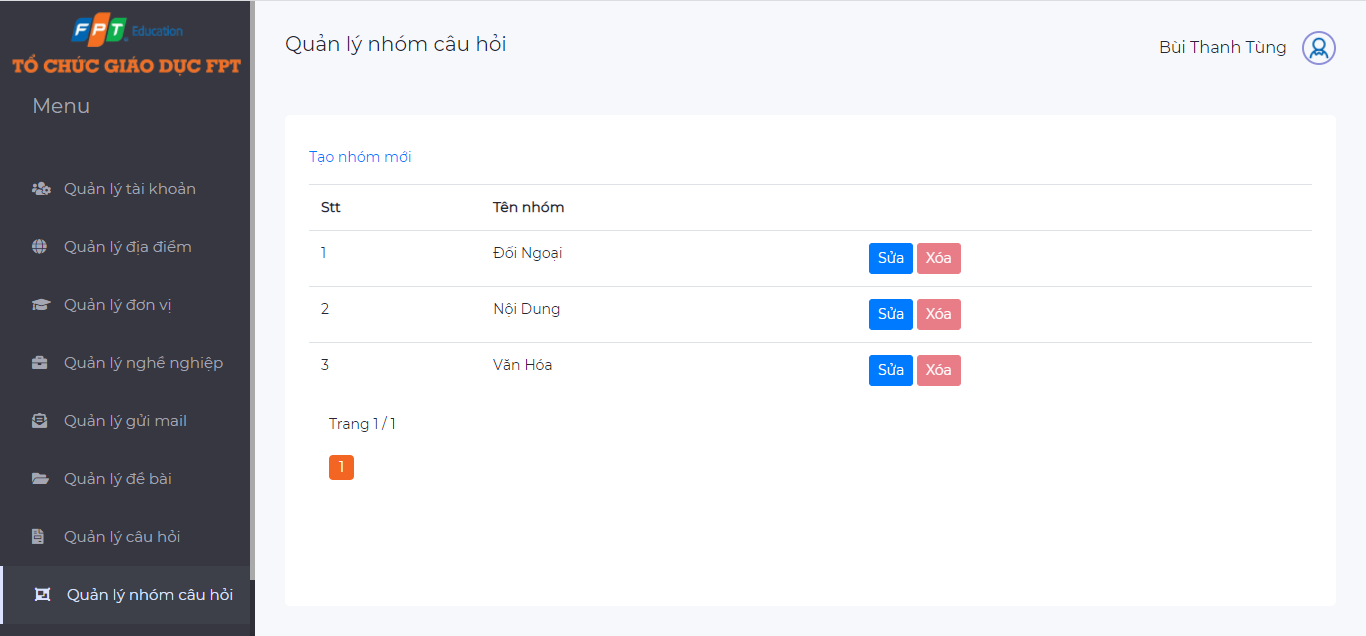 FPT Education
TỔ CHỨC GIÁO DỤC FPT
Menu
Quản lý tài khoản
Quản lý địa điểm
Quản lý đơn vị
Quản lý nghề nghiệp
Quản lý gửi mail
Quản lý đề bài
Quản lý câu hỏi
Quản lý nhóm câu hỏi
Quản lý nhóm câu hỏi
Bùi Thanh Tùng
Tạo nhóm mới
Stt Tên nhóm
1 Đối Ngoại Sửa Xóa
2 Nội Dung Sửa Xóa
3 Văn Hóa Sửa Xóa
Trang 1 / 1
1